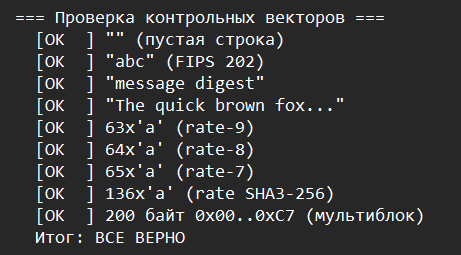 === Проверка контрольных векторов ===
[OK  ] "" (пустая строка)
[OK  ] "abc" (FIPS 202)
[OK  ] "message digest"
[OK  ] "The quick brown fox..."
[OK  ] 63x'a' (rate-9)
[OK  ] 64x'a' (rate-8)
[OK  ] 65x'a' (rate-7)
[OK  ] 136x'a' (rate SHA3-256)
[OK  ] 200 байт 0x00..0xC7 (мультиблок)
Итог: ВСЕ ВЕРНО